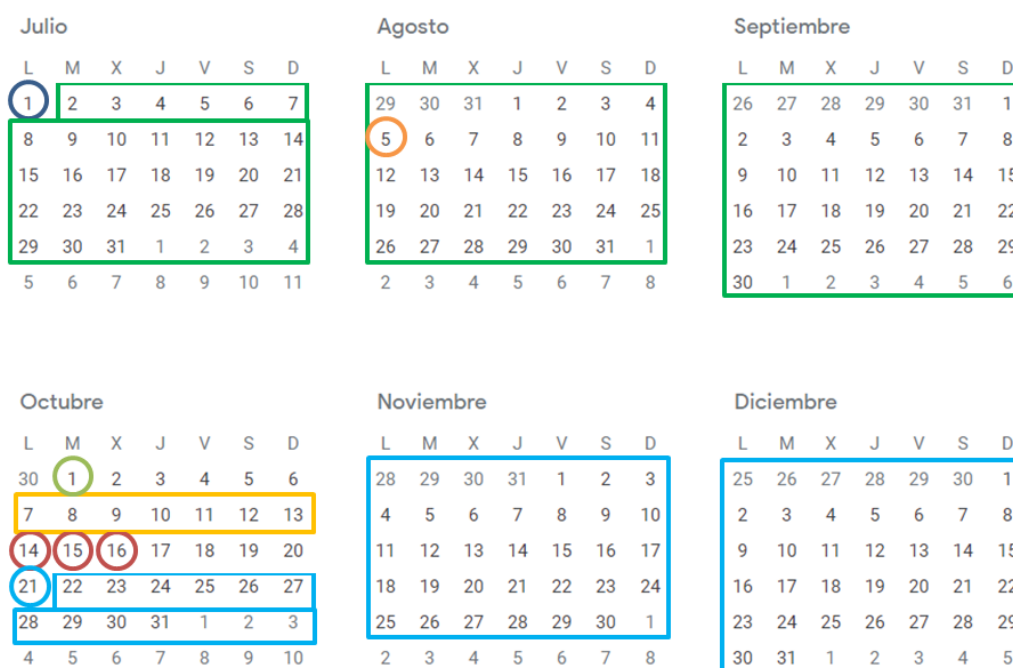 Julio
L M X J V S D
1 2 3 4 5 6 7
8 9 10 11 12 13 14
15 16 17 18 19 20 21
22 23 24 25 26 27 28
29 30 31 1 2 3 4
5 6 7 8 9 10 11
Agosto
L M X J V S D
29 30 31 1 2 3 4
5 6 7 8 9 10 11
12 13 14 15 16 17 18
19 20 21 22 23 24 25
26 27 28 29 30 31 1
2 3 4 5 6 7 8
Septiembre
L M X J V S D
26 27 28 29 30 31 1
2 3 4 5 6 7 8
9 10 11 12 13 14 15
16 17 18 19 20 21 22
23 24 25 26 27 28 29
30 1 2 3 4 5 6
Octubre
L M X J V S D
30 1 2 3 4 5 6
7 8 9 10 11 12 13
14 15 16 17 18 19 20
21 22 23 24 25 26 27
28 29 30 31 1 2 3
4 5 6 7 8 9 10
Noviembre
L M X J V S D
28 29 30 31 1 2 3
4 5 6 7 8 9 10
11 12 13 14 15 16 17
18 19 20 21 22 23 24
25 26 27 28 29 30 1
2 3 4 5 6 7 8
Diciembre
L M X J V S D
25 26 27 28 29 30 1
2 3 4 5 6 7 8
9 10 11 12 13 14 15
16 17 18 19 20 21 22
23 24 25 26 27 28 29
30 31 1 2 3 4 5